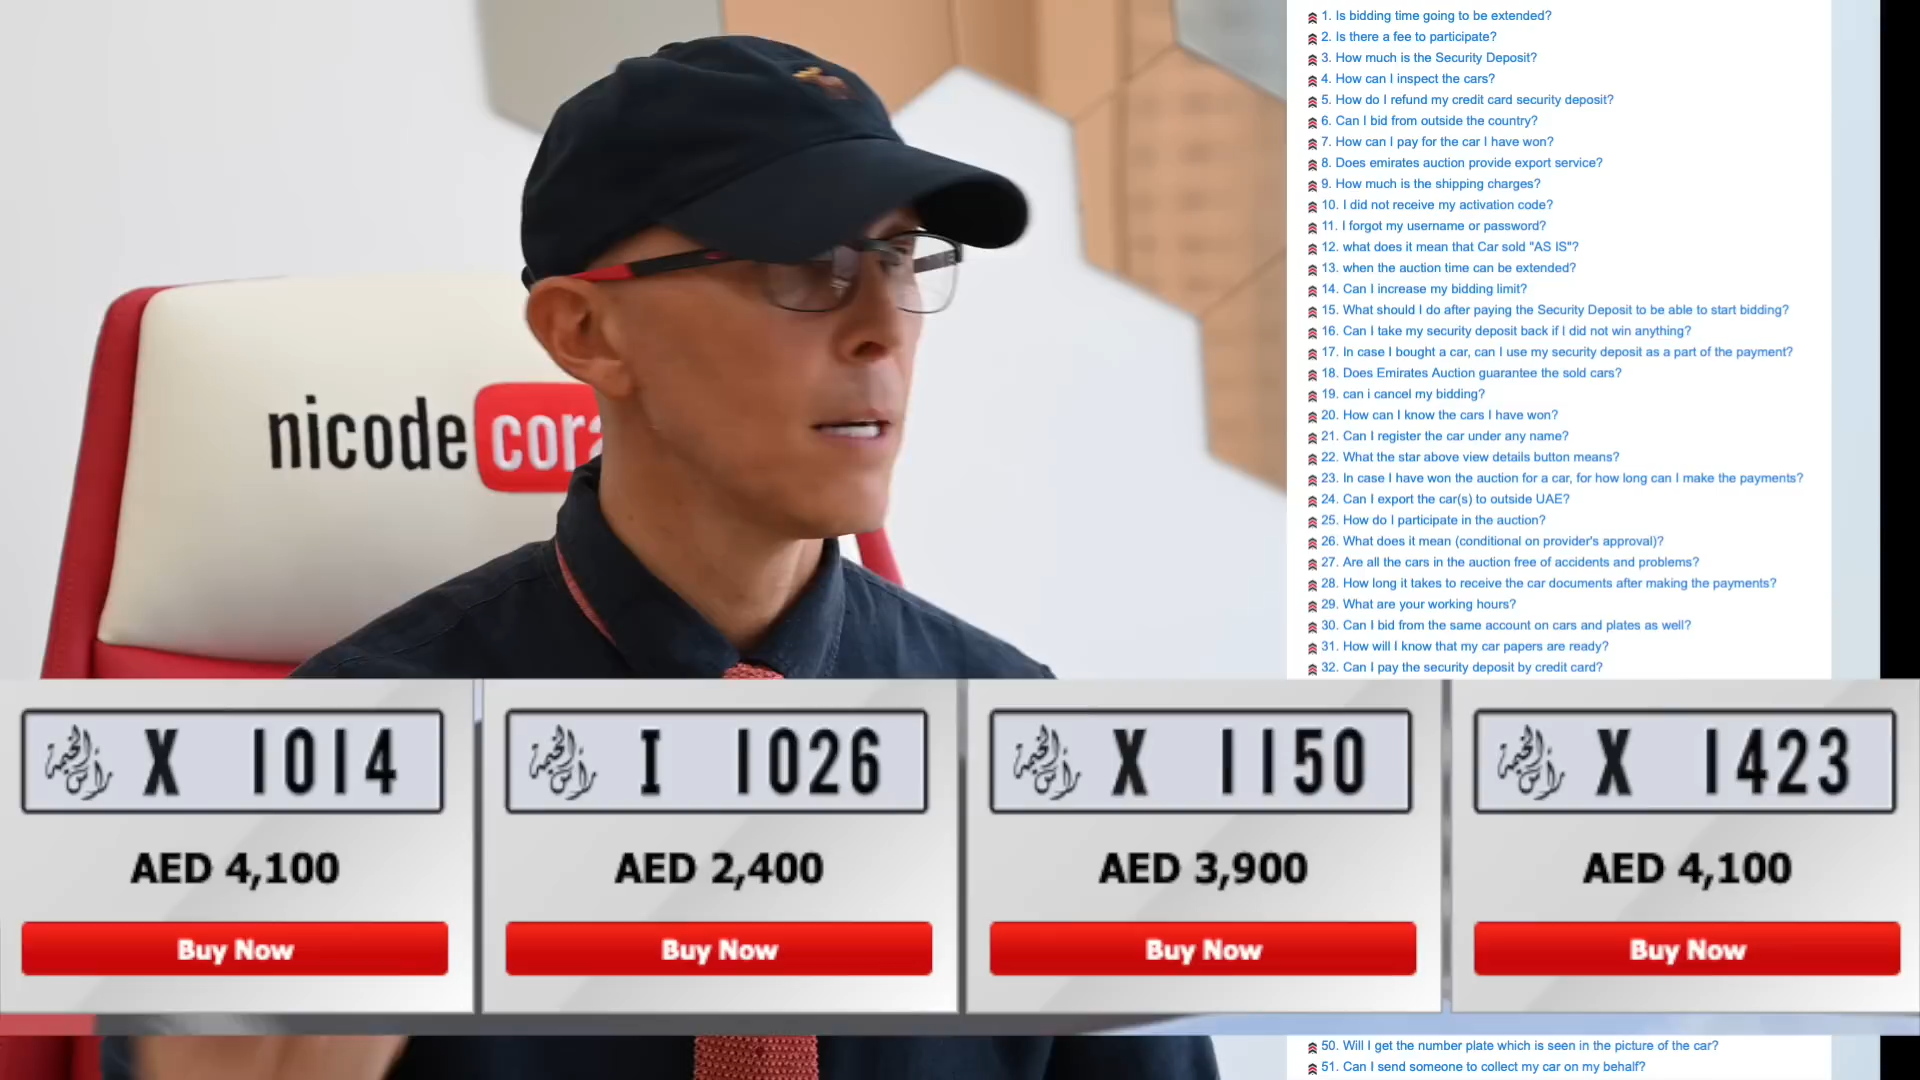 1. Is bidding time going to be extended?
2. Is there a fee to participate?
3. How much is the Security Deposit?
4. How can I inspect the cars?
5. How do I refund my credit card security deposit?
6. Can I bid from outside the country?
7. How can I pay for the car I have won?
8. Does emirates auction provide export service?
9. How much is the shipping charges?
10. I did not receive my activation code?
11. I forgot my username or password?
12. what does it mean that Car sold "AS IS"?
13. when the auction time can be extended?
14. Can I increase my bidding limit?
15. What should I do after paying the Security Deposit to be able to start bidding?
16. Can I take my security deposit back if I did not win anything?
17. In case I bought a car, can I use my security deposit as a part of the payment?
18. Does Emirates Auction guarantee the sold cars?
19. can i cancel my bidding?
20. How can I know the cars I have won?
21. Can I register the car under any name?
22. What the star above view details button means?
23. In case I have won the auction for a car, for how long can I make the payments?
24. Can I export the car(s) to outside UAE?
25. How do I participate in the auction?
26. What does it mean (conditional on provider's approval)?
27. Are all the cars in the auction free of accidents and problems?
28. How long it takes to receive the car documents after making the payments?
29. What are your working hours?
30. Can I bid from the same account on cars and plates as well?
31. How will I know that my car papers are ready?
32. Can I pay the security deposit by credit card?
nicode cor
رأس الخيمة X 1014
AED 4,100
Buy Now
رأس الخيمة I 1026
AED 2,400
Buy Now
رأس الخيمة X 1150
AED 3,900
Buy Now
رأس الخيمة X 1423
AED 4,100
Buy Now
50. Will I get the number plate which is seen in the picture of the car?
51. Can I send someone to collect my car on my behalf?